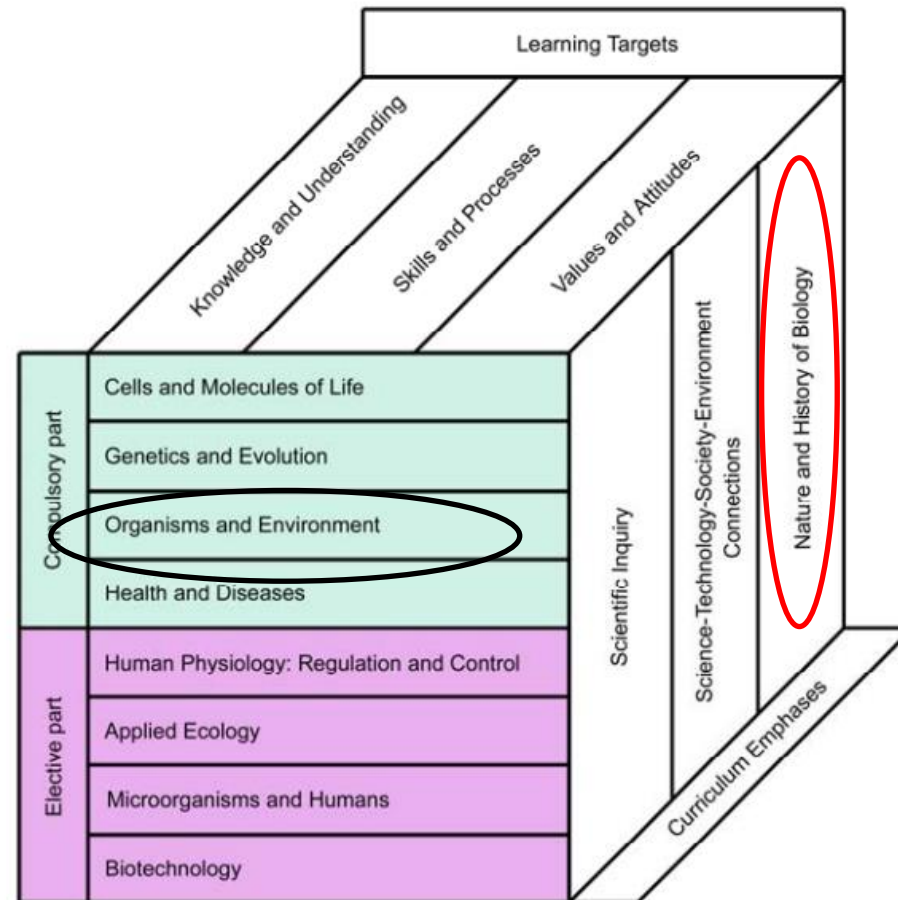 Learning Targets
Knowledge and Understanding
Skills and Processes
Values and Attitudes
Compulsory part
Cells and Molecules of Life
Genetics and Evolution
Organisms and Environment
Health and Diseases
Elective part
Human Physiology: Regulation and Control
Applied Ecology
Microorganisms and Humans
Biotechnology
Scientific Inquiry
Science-Technology-Society-Environment
Connections
Nature and History of Biology
Curriculum Emphases